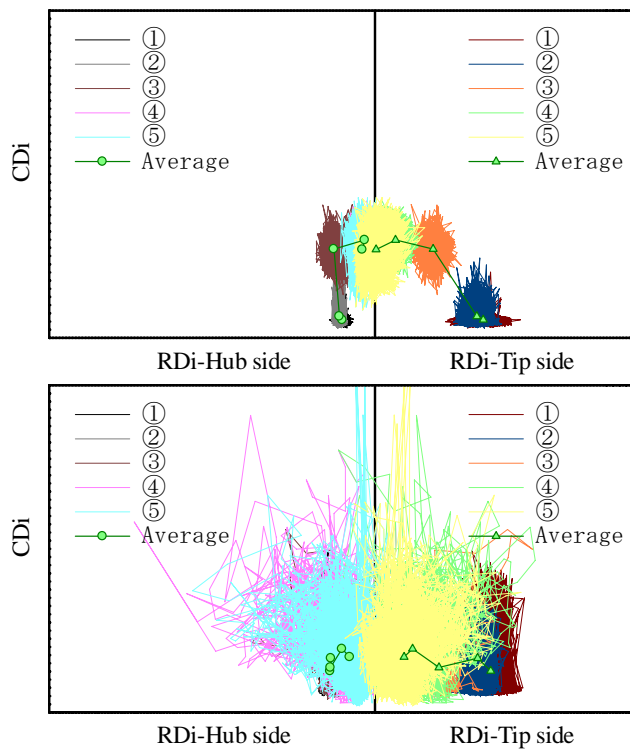 ① ①
② ②
③ ③
④ ④
⑤ ⑤
Average Average
CDi
RDi-Hub side RDi-Tip side
① ①
② ②
③ ③
④ ④
⑤ ⑤
Average Average
CDi
RDi-Hub side RDi-Tip side